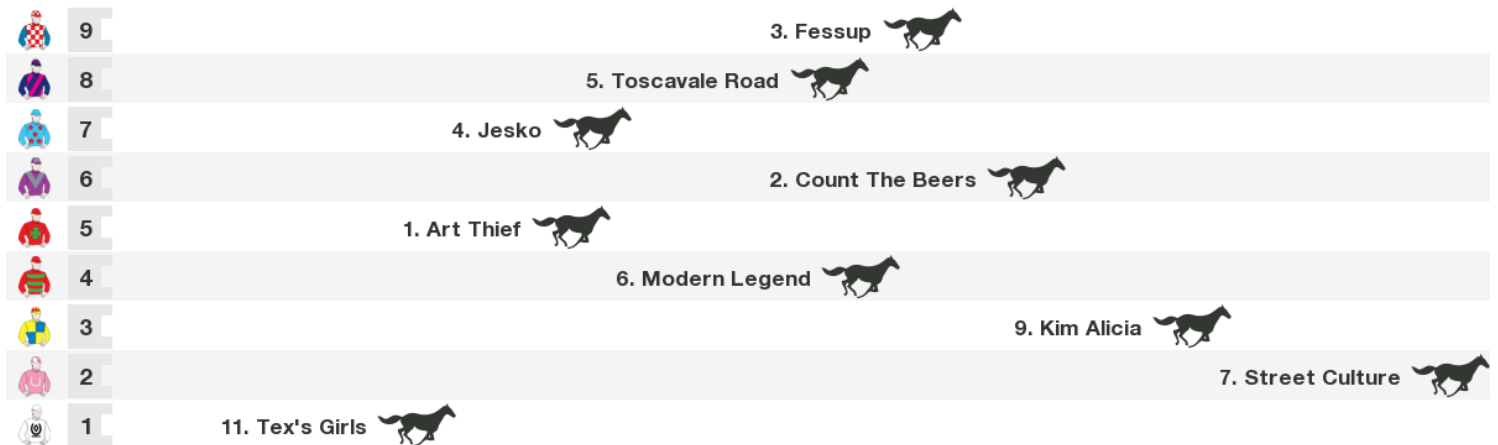 9 3. Fessup
8 5. Toscavale Road
7 4. Jesko
6 2. Count The Beers
5 1. Art Thief
4 6. Modern Legend
3 9. Kim Alicia
2 7. Street Culture
1 11. Tex's Girls